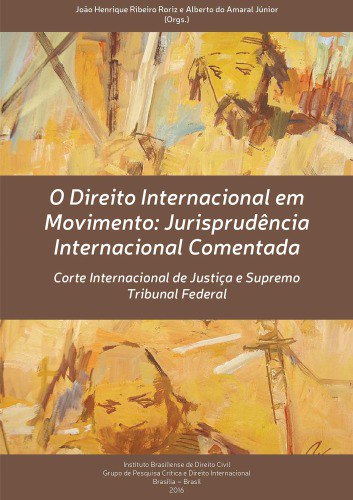 João Henrique Ribeiro Roriz e Alberto do Amaral Júnior
(Orgs.)
O Direito Internacional em
Movimento: Jurisprudência
Internacional Comentada
Corte Internacional de Justiça e Supremo
Tribunal Federal
Instituto Brasiliense de Direito Civil
Grupo de Pesquisa Crítica e Direito Internacional
Brasília – Brasil
2016